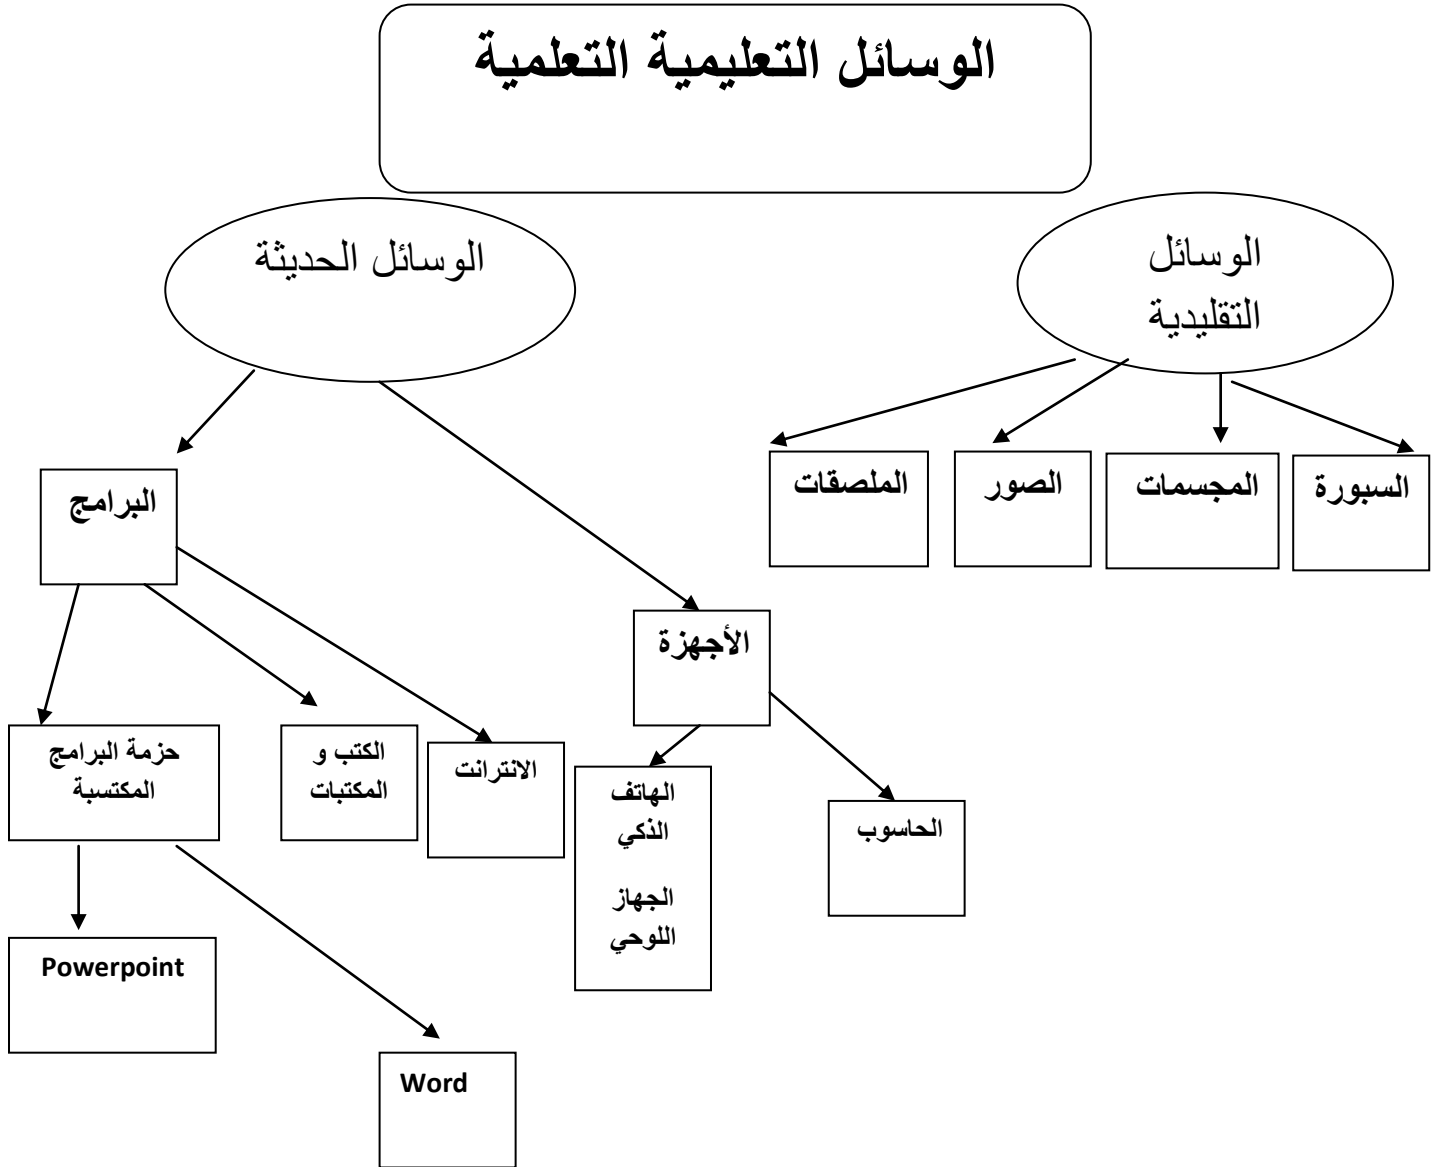 الوسائل التعليمية التعلمية
الوسائل
التقليدية
الوسائل الحديثة
السبورة
المجسمات
الصور
الملصقات
البرامج
الأجهزة
الحاسوب
الهاتف
الذكي
الجهاز
اللوحي
الانترانت
الكتب و
المكتبات
حزمة البرامج
المكتسبة
Powerpoint
Word